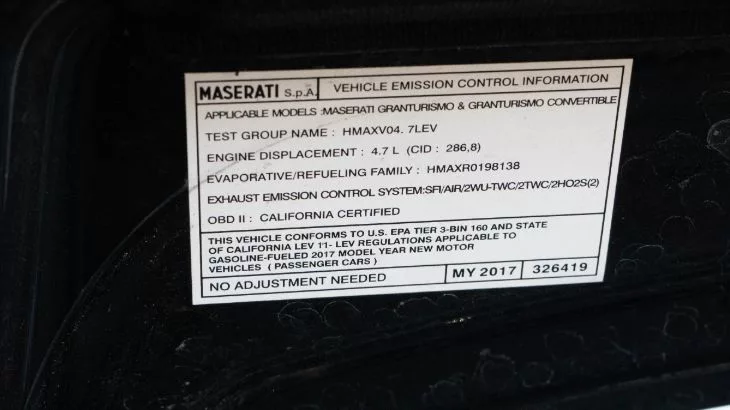 MASERATI S.p.A. VEHICLE EMISSION CONTROL INFORMATION
APPLICABLE MODELS :MASERATI GRANTURISMO & GRANTURISMO CONVERTIBLE
TEST GROUP NAME : HMAXV04. 7LEV
ENGINE DISPLACEMENT : 4.7 L (CID : 286,8)
EVAPORATIVE/REFUELING FAMILY : HMAXR0198138
EXHAUST EMISSION CONTROL SYSTEM:SFI/AIR/2WU-TWC/2TWC/2HO2S(2)
OBD II : CALIFORNIA CERTIFIED
THIS VEHICLE CONFORMS TO U.S. EPA TIER 3-BIN 160 AND STATE
OF CALIFORNIA LEV 11- LEV REGULATIONS APPLICABLE TO
GASOLINE-FUELED 2017 MODEL YEAR NEW MOTOR
VEHICLES ( PASSENGER CARS )
NO ADJUSTMENT NEEDED MY 2017 326419